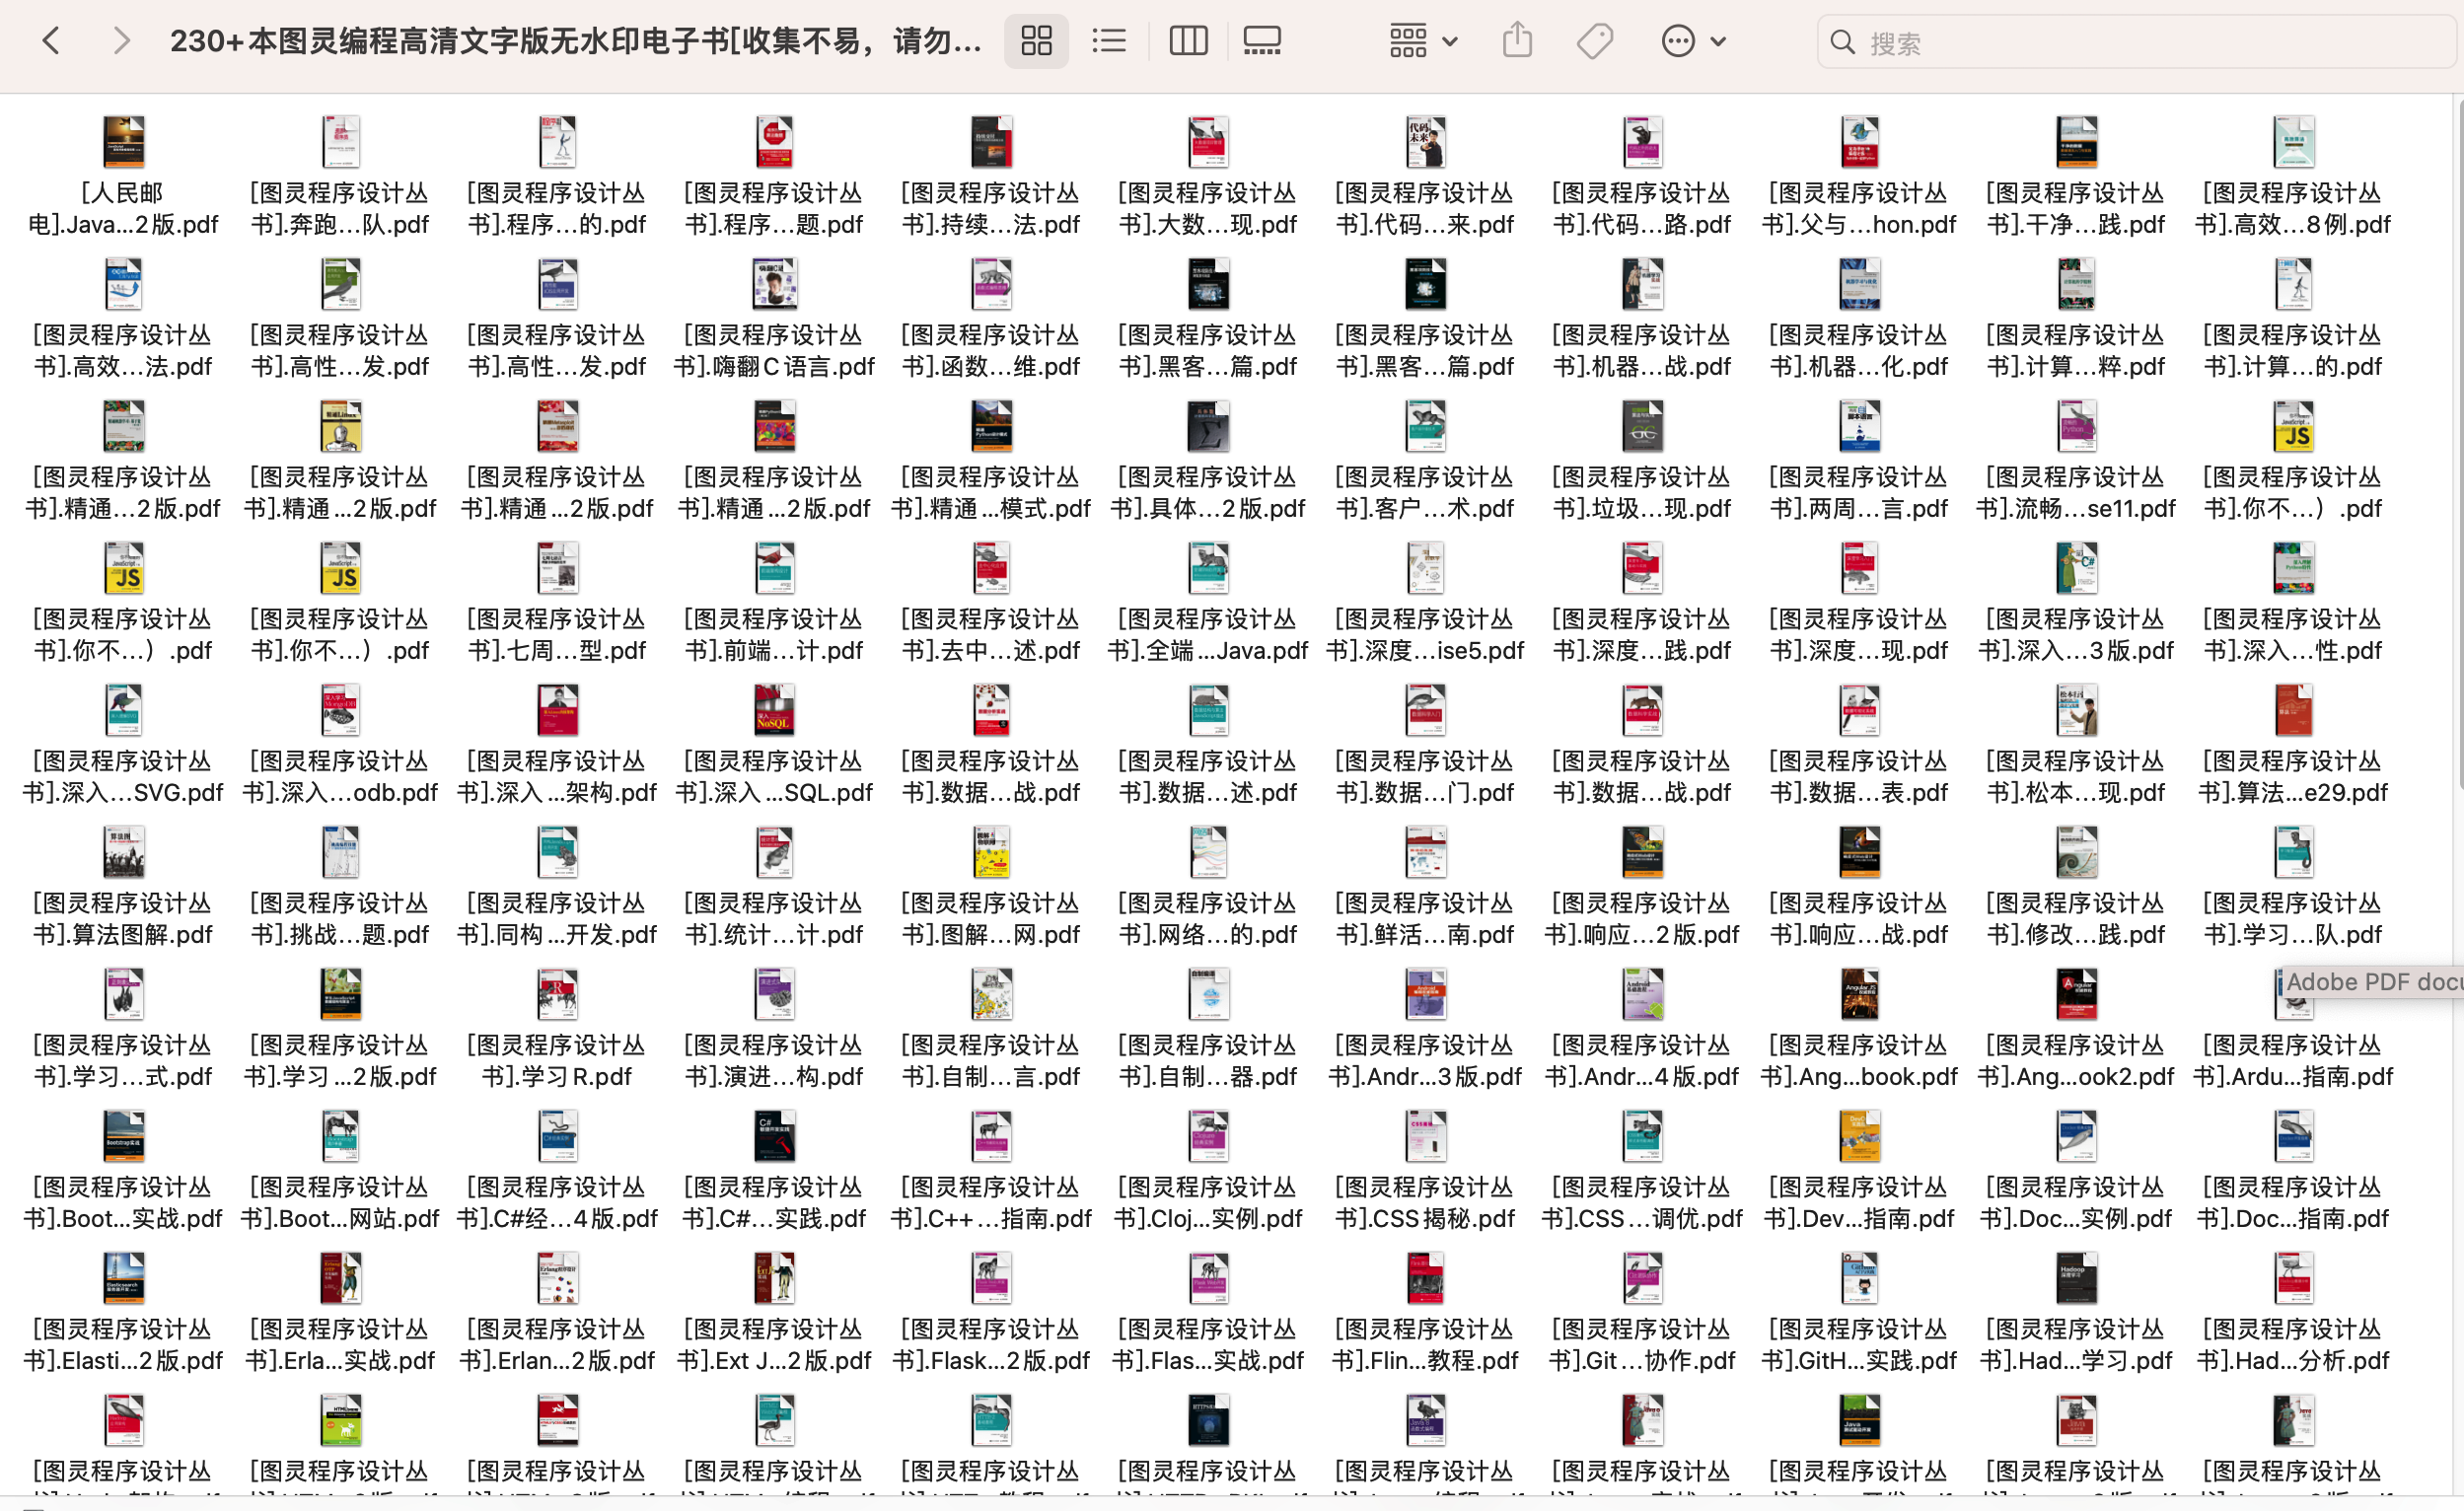 230+本图灵编程高清文字版无水印电子书[收集不易，请勿...
搜索
[人民邮 [图灵程序设计丛 [图灵程序设计丛 [图灵程序设计丛 [图灵程序设计丛 [图灵程序设计丛 [图灵程序设计丛 [图灵程序设计丛 [图灵程序设计丛 [图灵程序设计丛 [图灵程序设计丛
电].Java...2版.pdf 书].奔跑...队.pdf 书].程序...的.pdf 书].程序...题.pdf 书].持续...法.pdf 书].大数...现.pdf 书].代码...来.pdf 书].代码...路.pdf 书].父与...hon.pdf 书].干净...践.pdf 书].高效...8例.pdf
[图灵程序设计丛 [图灵程序设计丛 [图灵程序设计丛 [图灵程序设计丛 [图灵程序设计丛 [图灵程序设计丛 [图灵程序设计丛 [图灵程序设计丛 [图灵程序设计丛 [图灵程序设计丛 [图灵程序设计丛
书].高效...法.pdf 书].高性...发.pdf 书].高性...发.pdf 书].嗨翻C语言.pdf 书].函数...维.pdf 书].黑客...篇.pdf 书].黑客...篇.pdf 书].机器...战.pdf 书].机器...化.pdf 书].计算...粹.pdf 书].计算...的.pdf
[图灵程序设计丛 [图灵程序设计丛 [图灵程序设计丛 [图灵程序设计丛 [图灵程序设计丛 [图灵程序设计丛 [图灵程序设计丛 [图灵程序设计丛 [图灵程序设计丛 [图灵程序设计丛 [图灵程序设计丛
书].精通...2版.pdf 书].精通...2版.pdf 书].精通...2版.pdf 书].精通...2版.pdf 书].精通...模式.pdf 书].具体...2版.pdf 书].客户...术.pdf 书].垃圾...现.pdf 书].两周...言.pdf 书].流畅...se11.pdf 书].你不...）.pdf
[图灵程序设计丛 [图灵程序设计丛 [图灵程序设计丛 [图灵程序设计丛 [图灵程序设计丛 [图灵程序设计丛 [图灵程序设计丛 [图灵程序设计丛 [图灵程序设计丛 [图灵程序设计丛 [图灵程序设计丛
书].你不...）.pdf 书].你不...）.pdf 书].七周...型.pdf 书].前端...计.pdf 书].去中...述.pdf 书].全端...Java.pdf 书].深度...ise5.pdf 书].深度...践.pdf 书].深度...现.pdf 书].深入...3版.pdf 书].深入...性.pdf
[图灵程序设计丛 [图灵程序设计丛 [图灵程序设计丛 [图灵程序设计丛 [图灵程序设计丛 [图灵程序设计丛 [图灵程序设计丛 [图灵程序设计丛 [图灵程序设计丛 [图灵程序设计丛 [图灵程序设计丛
书].深入...SVG.pdf 书].深入...odb.pdf 书].深入...架构.pdf 书].深入...SQL.pdf 书].数据...战.pdf 书].数据...述.pdf 书].数据...门.pdf 书].数据...战.pdf 书].数据...表.pdf 书].松本...现.pdf 书].算法...e29.pdf
[图灵程序设计丛 [图灵程序设计丛 [图灵程序设计丛 [图灵程序设计丛 [图灵程序设计丛 [图灵程序设计丛 [图灵程序设计丛 [图灵程序设计丛 [图灵程序设计丛 [图灵程序设计丛 [图灵程序设计丛
书].算法图解.pdf 书].挑战...题.pdf 书].同构...开发.pdf 书].统计...计.pdf 书].图解...网.pdf 书].网络...的.pdf 书].鲜活...南.pdf 书].响应...2版.pdf 书].响应...战.pdf 书].修改...践.pdf 书].学习...队.pdf
Adobe PDF docu
[图灵程序设计丛 [图灵程序设计丛 [图灵程序设计丛 [图灵程序设计丛 [图灵程序设计丛 [图灵程序设计丛 [图灵程序设计丛 [图灵程序设计丛 [图灵程序设计丛 [图灵程序设计丛 [图灵程序设计丛
书].学习...式.pdf 书].学习...2版.pdf 书].学习R.pdf 书].演进...构.pdf 书].自制...言.pdf 书].自制...器.pdf 书].Andr...3版.pdf 书].Andr...4版.pdf 书].Ang...book.pdf 书].Ang...ook2.pdf 书].Ardu...指南.pdf
[图灵程序设计丛 [图灵程序设计丛 [图灵程序设计丛 [图灵程序设计丛 [图灵程序设计丛 [图灵程序设计丛 [图灵程序设计丛 [图灵程序设计丛 [图灵程序设计丛 [图灵程序设计丛 [图灵程序设计丛
书].Boot...实战.pdf 书].Boot...网站.pdf 书].C#经...4版.pdf 书].C#...实践.pdf 书].C++...指南.pdf 书].Cloj...实例.pdf 书].CSS揭秘.pdf 书].CSS...调优.pdf 书].Dev...指南.pdf 书].Doc...实例.pdf 书].Doc...指南.pdf
[图灵程序设计丛 [图灵程序设计丛 [图灵程序设计丛 [图灵程序设计丛 [图灵程序设计丛 [图灵程序设计丛 [图灵程序设计丛 [图灵程序设计丛 [图灵程序设计丛 [图灵程序设计丛 [图灵程序设计丛
书].Elasti...2版.pdf 书].Erla...实战.pdf 书].Erlan...2版.pdf 书].Ext J...2版.pdf 书].Flask...2版.pdf 书].Flas...实战.pdf 书].Flin...教程.pdf 书].Git...协作.pdf 书].GitH...实践.pdf 书].Had...学习.pdf 书].Had...分析.pdf
[图灵程序设计丛 [图灵程序设计丛 [图灵程序设计丛 [图灵程序设计丛 [图灵程序设计丛 [图灵程序设计丛 [图灵程序设计丛 [图灵程序设计丛 [图灵程序设计丛 [图灵程序设计丛 [图灵程序设计丛